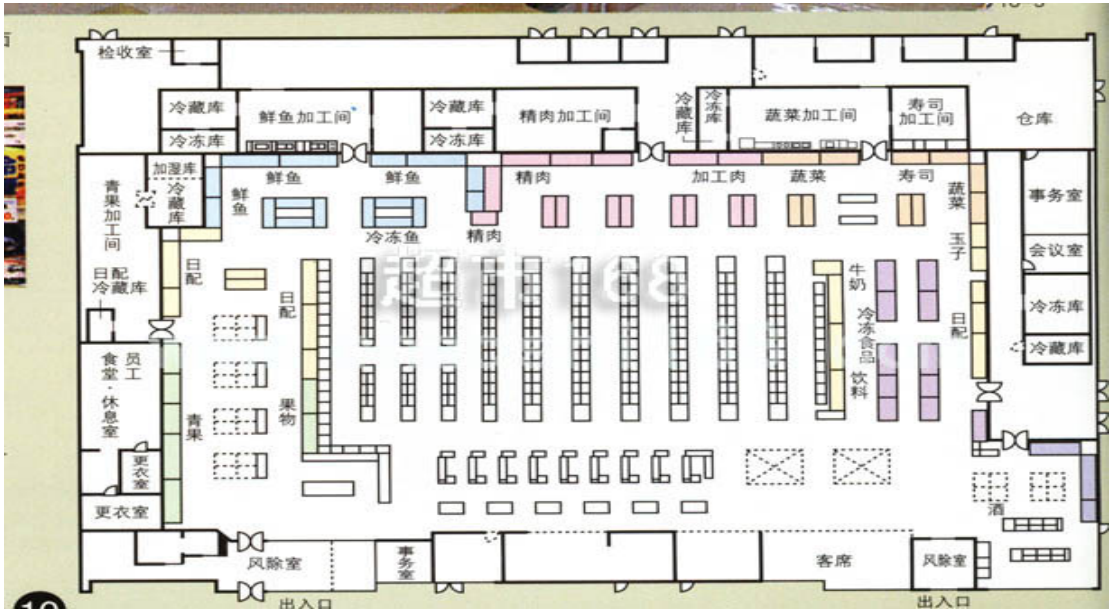 检收室
冷藏库
冷冻库
鲜鱼加工间
冷藏库
冷冻库
精肉加工间
冷藏库
冷冻库
蔬菜加工间
寿司
加工间
仓库
加湿库
冷藏库
青果加工间
鲜鱼
鲜鱼
鲜鱼
冷冻鱼
精肉
精肉
加工肉
蔬菜
寿司
蔬菜
玉子
事务室
会议室
冷冻库
冷藏库
日配
冷藏库
日配
日配
超市168
牛奶
冷冻食品
饮料
日配
员工
食堂·休息室
青果
果物
更衣室
更衣室
酒
风除室
事务室
客席
风除室
出入口
出入口
10